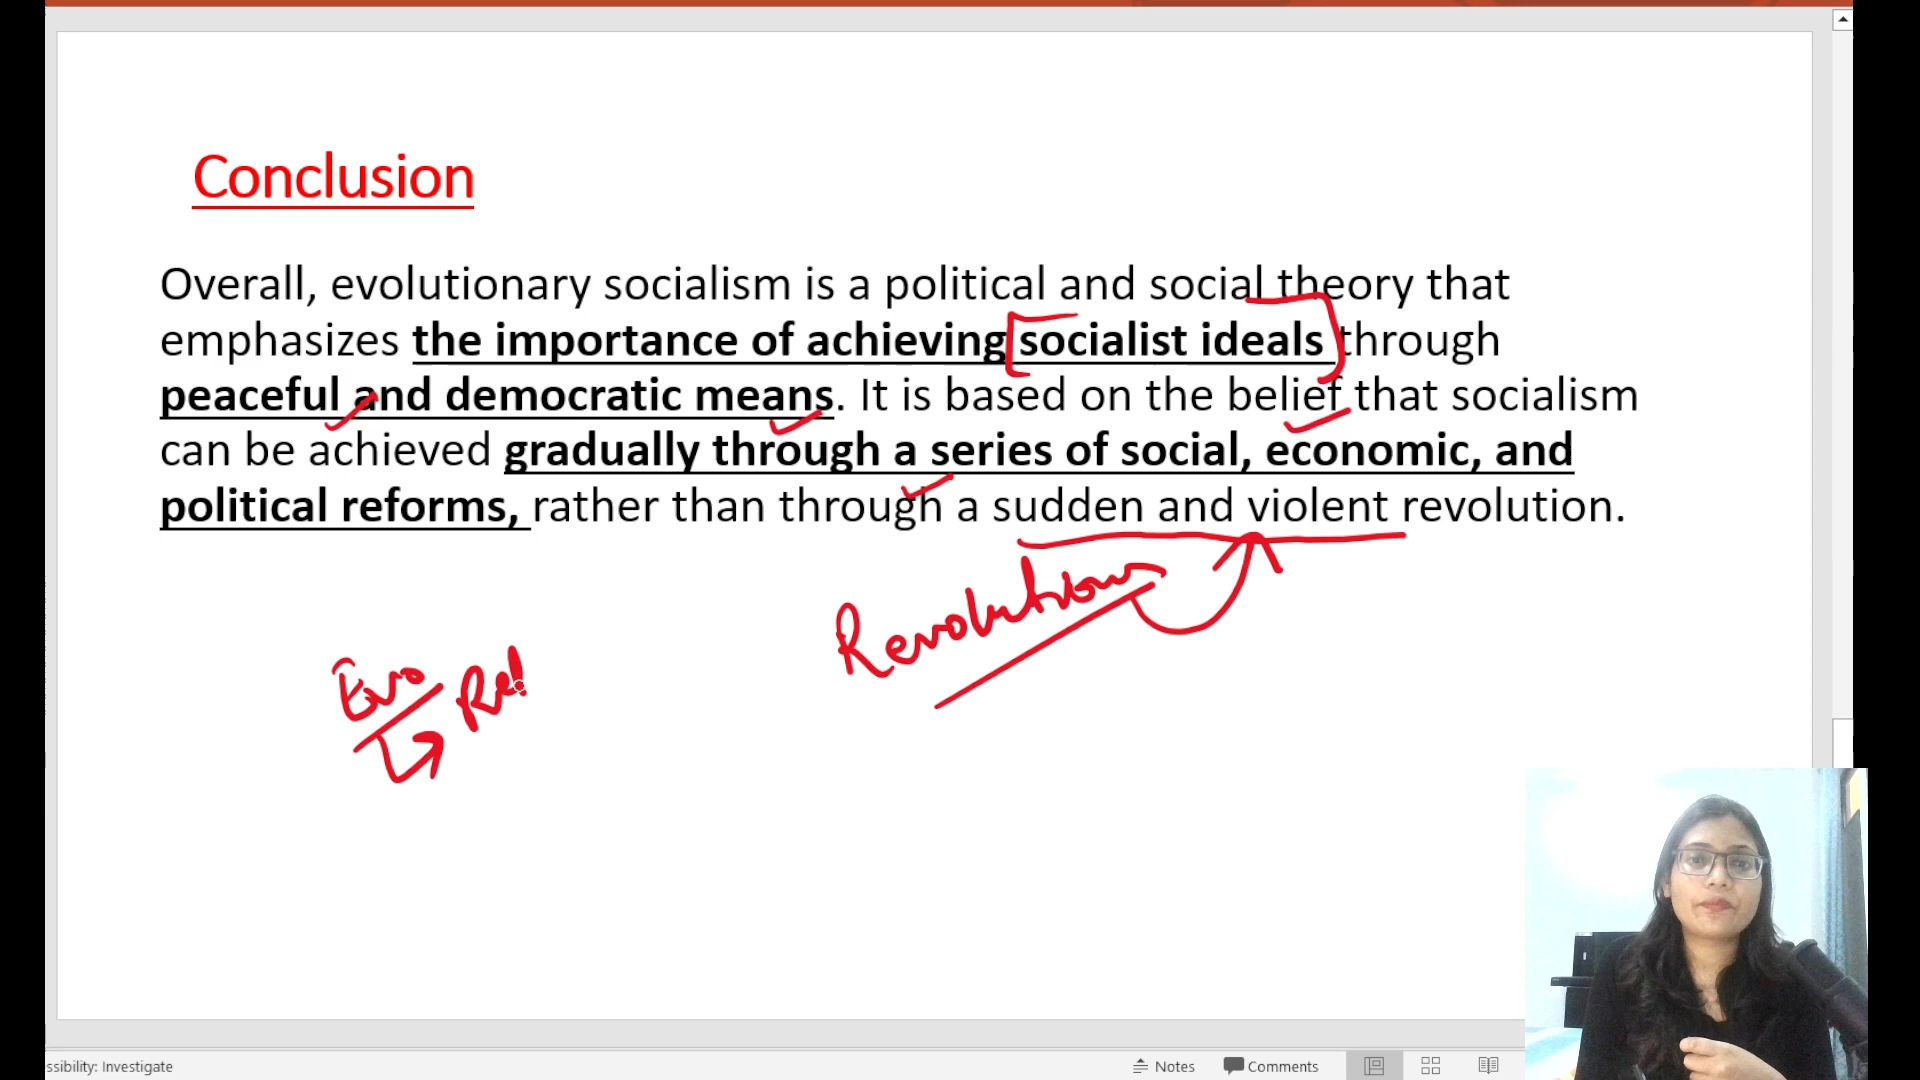 Conclusion
Overall, evolutionary socialism is a political and social theory that
emphasizes the importance of achieving socialist ideals through
peaceful and democratic means. It is based on the belief that socialism
can be achieved gradually through a series of social, economic, and
political reforms, rather than through a sudden and violent revolution.
Revolution
Evo
ssibility: Investigate
Notes
Comments